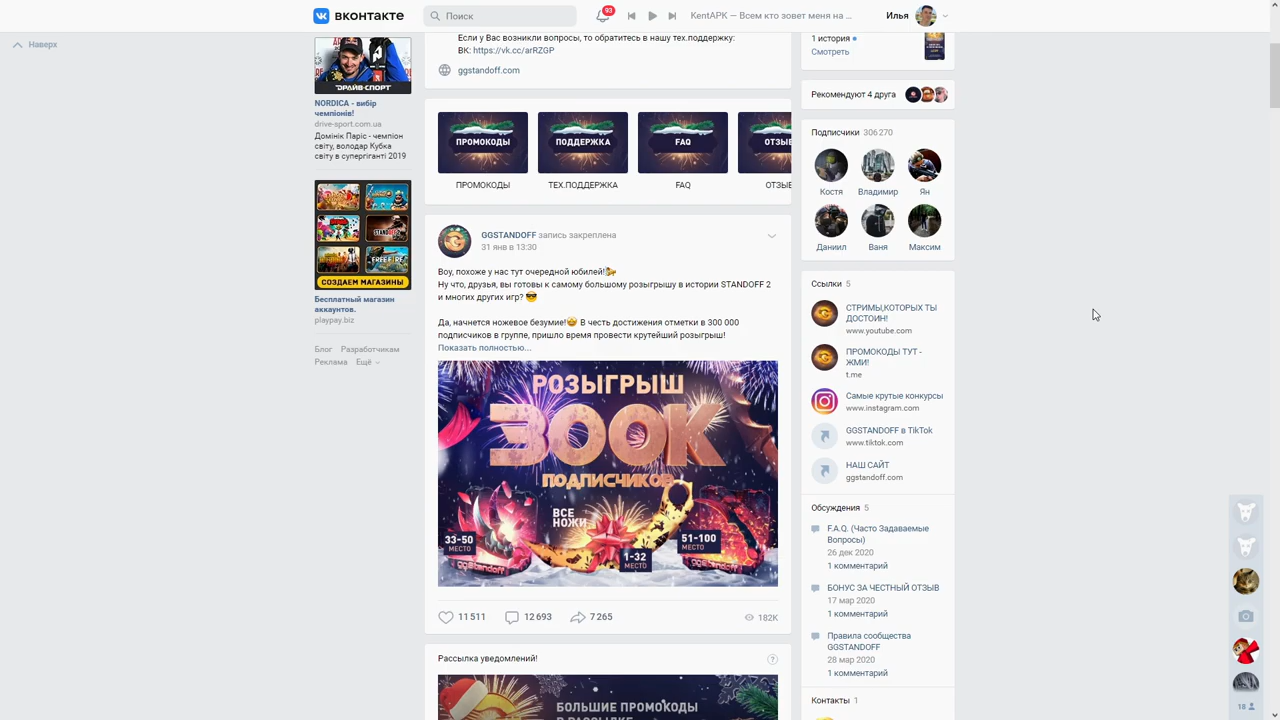 вконтакте
Поиск
93
KentAPK — Всем кто зовет меня на ...
Илья
Наверх
ДРАЙВ-СПОРТ
NORDICA - вибір
чемпіонів!
drive-sport.com.ua
Домінік Паріс - чемпіон
світу, володар Кубка
світу в супергіганті 2019
СОЗДАЕМ МАГАЗИНЫ
Бесплатный магазин
аккаунтов.
playpay.biz
Блог Разработчикам
Реклама Ещё
Если у Вас возникли вопросы, то обратитесь в нашу тех.поддержку:
ВК: https://vk.cc/arRZGP
ggstandoff.com
ПРОМОКОДЫ
ПОДДЕРЖКА
FAQ
ОТЗЫВ
ПРОМОКОДЫ
ТЕХ.ПОДДЕРЖКА
FAQ
ОТЗЫВ
GGSTANDOFF запись закреплена
31 янв в 13:30
Воу, похоже у нас тут очередной юбилей!
Ну что, друзья, вы готовы к самому большому розыгрышу в истории STANDOFF 2
и многих других игр?
Да, начнется ножевое безумие! В честь достижения отметки в 300 000
подписчиков в группе, пришло время провести крутейший розыгрыш!
Показать полностью...
РОЗЫГРЫШ
300К
ПОДПИСЧИКОВ
ВСЕ
НОЖИ
33-50
МЕСТО
1-32
МЕСТО
51-100
МЕСТО
ggstandoff
ggstandoff
11 511
12 693
7 265
182K
Рассылка уведомлений!
?
БОЛЬШИЕ ПРОМОКОДЫ
В РАССЫЛКЕ
1 история
Смотреть
Рекомендуют 4 друга
Подписчики 306 270
Костя
Владимир
Ян
Даниил
Ваня
Максим
Ссылки 5
СТРИМЫ,КОТОРЫХ ТЫ
ДОСТОИН!
www.youtube.com
ПРОМОКОДЫ ТУТ -
ЖМИ!
t.me
Самые крутые конкурсы
www.instagram.com
GGSTANDOFF в TikTok
www.tiktok.com
НАШ САЙТ
ggstandoff.com
Обсуждения 5
F.A.Q. (Часто Задаваемые
Вопросы)
26 дек 2020
1 комментарий
БОНУС ЗА ЧЕСТНЫЙ ОТЗЫВ
17 мар 2020
1 комментарий
Правила сообщества
GGSTANDOFF
28 мар 2020
1 комментарий
Контакты 1
18